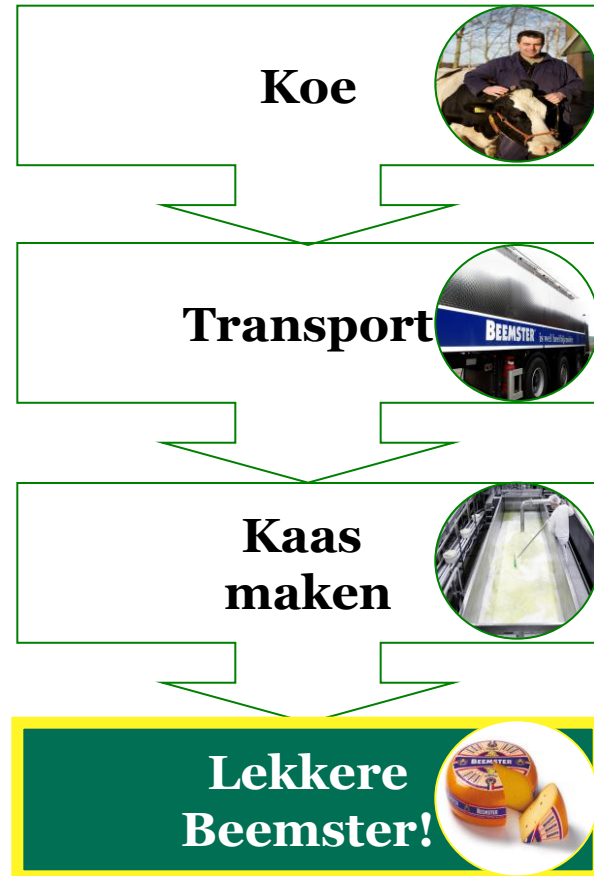 Koe
Transport
BEEMSTER
Kaas
maken
Lekkere
Beemster!
BEEMSTER